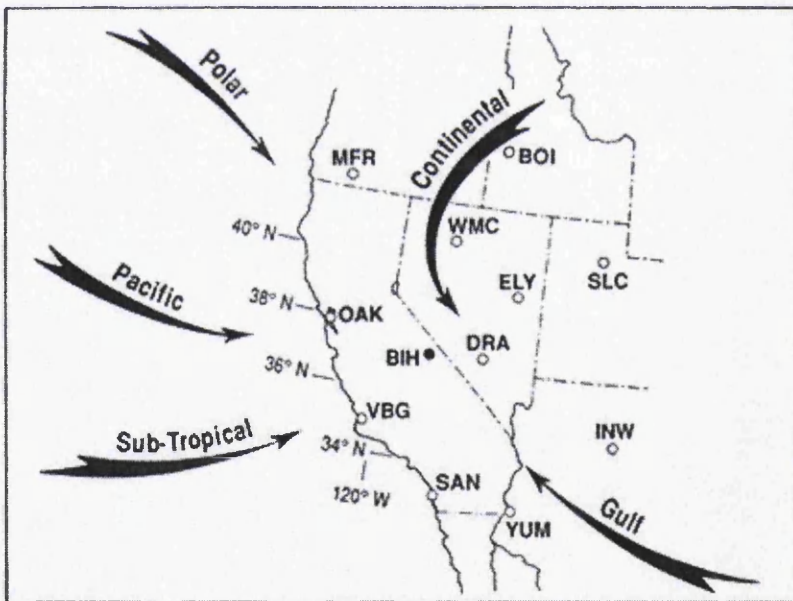 Polar
Continental
MFR
BOI
40° N
WMC
Pacific
38° N
OAK
ELY
SLC
BIH
DRA
36° N
VBG
Sub-Tropical
34° N
INW
120° W
SAN
YUM
Gulf